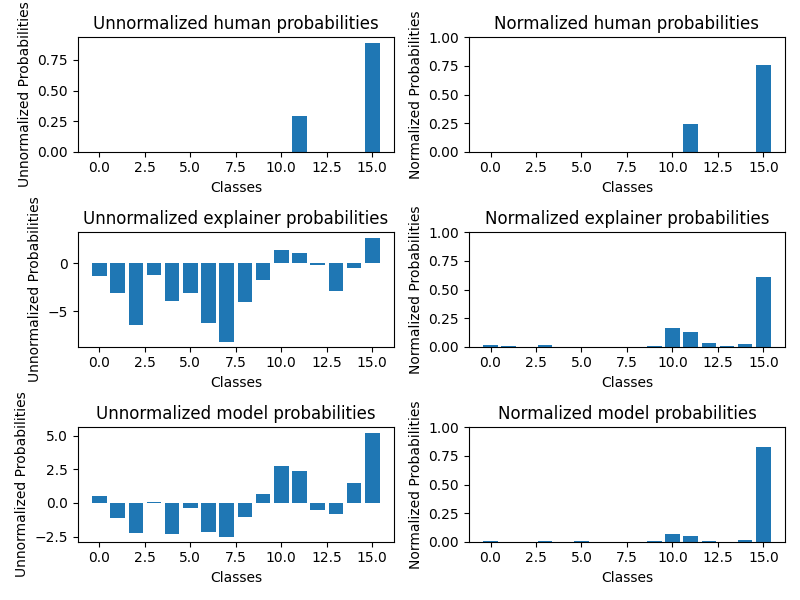 Unnormalized human probabilities
Unnormalized Probabilities
0.75
0.50
0.25
0.00
0.0 2.5 5.0 7.5 10.0 12.5 15.0
Classes
Normalized human probabilities
Normalized Probabilities
1.00
0.75
0.50
0.25
0.00
0.0 2.5 5.0 7.5 10.0 12.5 15.0
Classes
Unnormalized explainer probabilities
Unnormalized Probabilities
0
−5
0.0 2.5 5.0 7.5 10.0 12.5 15.0
Classes
Normalized explainer probabilities
Normalized Probabilities
1.00
0.75
0.50
0.25
0.00
0.0 2.5 5.0 7.5 10.0 12.5 15.0
Classes
Unnormalized model probabilities
Unnormalized Probabilities
5.0
2.5
0.0
−2.5
0.0 2.5 5.0 7.5 10.0 12.5 15.0
Classes
Normalized model probabilities
Normalized Probabilities
1.00
0.75
0.50
0.25
0.00
0.0 2.5 5.0 7.5 10.0 12.5 15.0
Classes